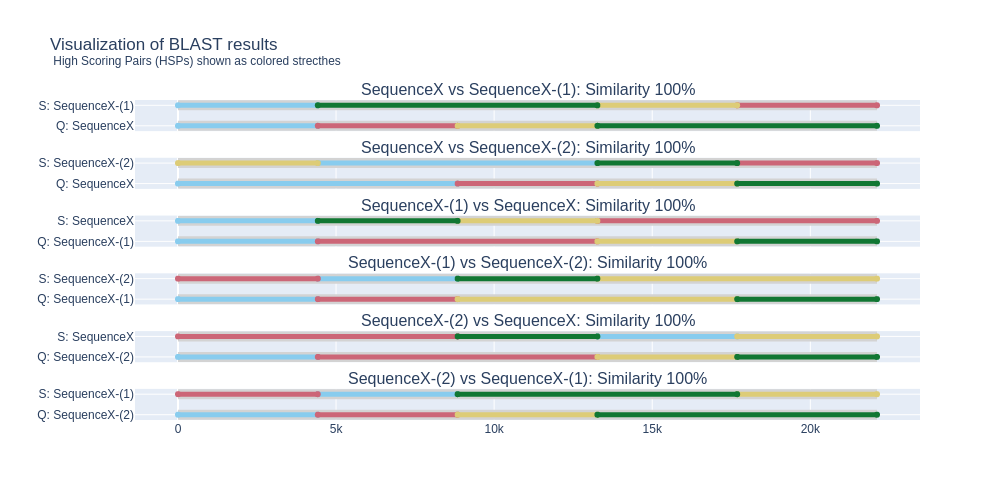 Visualization of BLAST results
High Scoring Pairs (HSPs) shown as colored strecthes
SequenceX vs SequenceX-(1): Similarity 100%
S: SequenceX-(1)
Q: SequenceX
SequenceX vs SequenceX-(2): Similarity 100%
S: SequenceX-(2)
Q: SequenceX
SequenceX-(1) vs SequenceX: Similarity 100%
S: SequenceX
Q: SequenceX-(1)
SequenceX-(1) vs SequenceX-(2): Similarity 100%
S: SequenceX-(2)
Q: SequenceX-(1)
SequenceX-(2) vs SequenceX: Similarity 100%
S: SequenceX
Q: SequenceX-(2)
SequenceX-(2) vs SequenceX-(1): Similarity 100%
S: SequenceX-(1)
Q: SequenceX-(2)
0 5k 10k 15k 20k